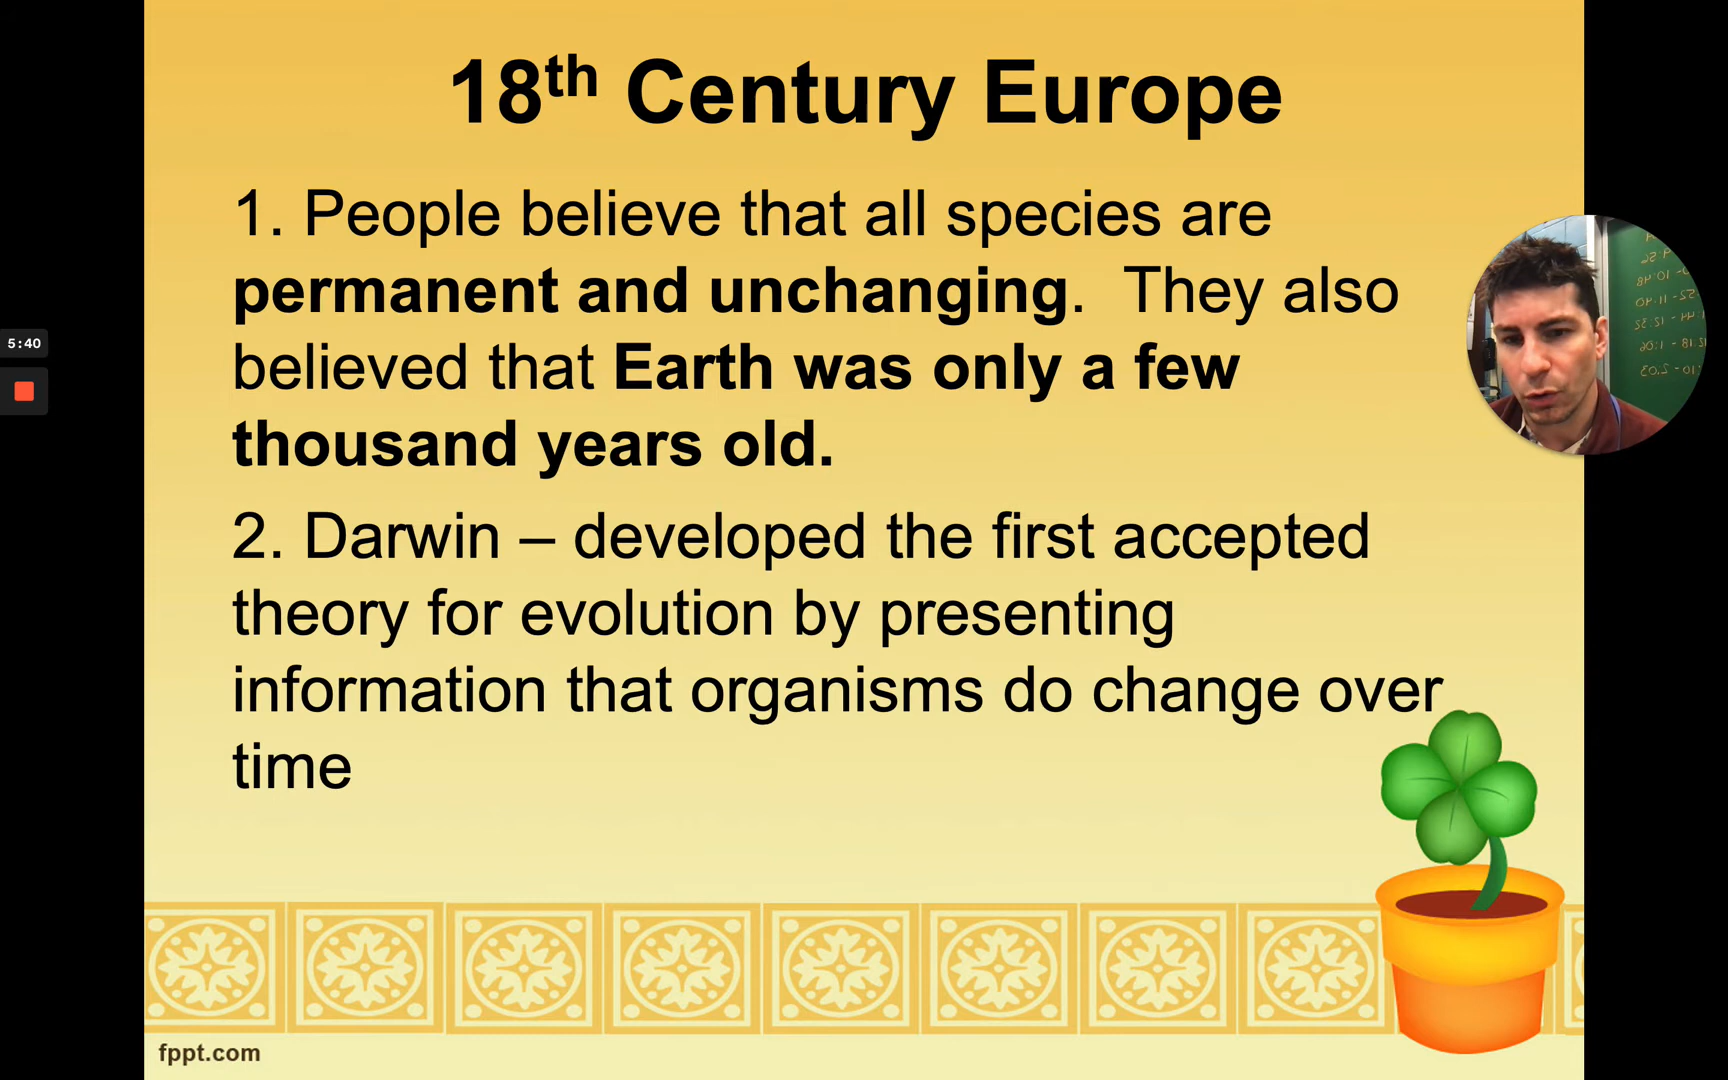 18th Century Europe
1. People believe that all species are
permanent and unchanging.  They also
believed that Earth was only a few
thousand years old.
2. Darwin – developed the first accepted
theory for evolution by presenting
information that organisms do change over
time
5:40
fppt.com